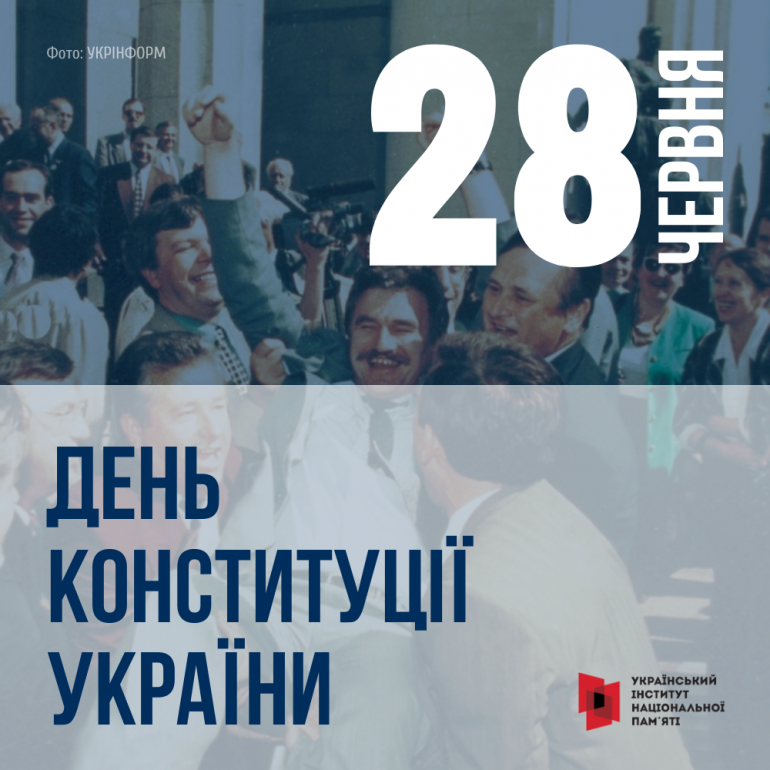 Фото: УКРІНФОРМ
28
ЧЕРВНЯ
ДЕНЬ
КОНСТИТУЦІЇ
УКРАЇНИ
УКРАЇНСЬКИЙ
ІНСТИТУТ
НАЦІОНАЛЬНОЇ
ПАМ´ЯТІ